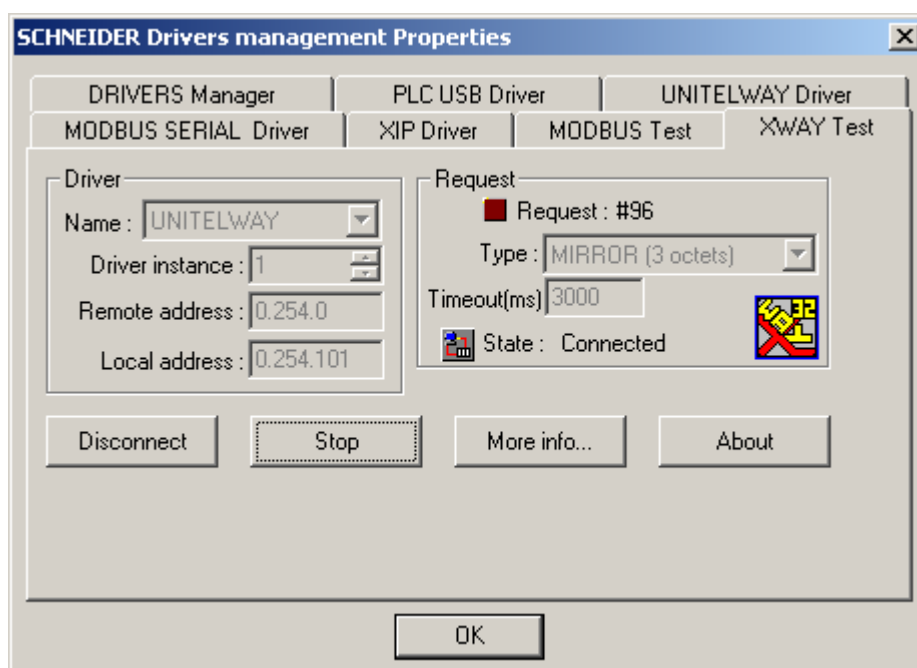 SCHNEIDER Drivers management Properties
DRIVERS Manager PLC USB Driver UNITELWAY Driver
MODBUS SERIAL Driver XIP Driver MODBUS Test XWAY Test
Driver
Name : UNITELWAY
Driver instance : 1
Remote address : 0.254.0
Local address : 0.254.101
Request
Request : #96
Type : MIRROR (3 octets)
Timeout(ms) 3000
State : Connected
32
Disconnect Stop More info... About
OK